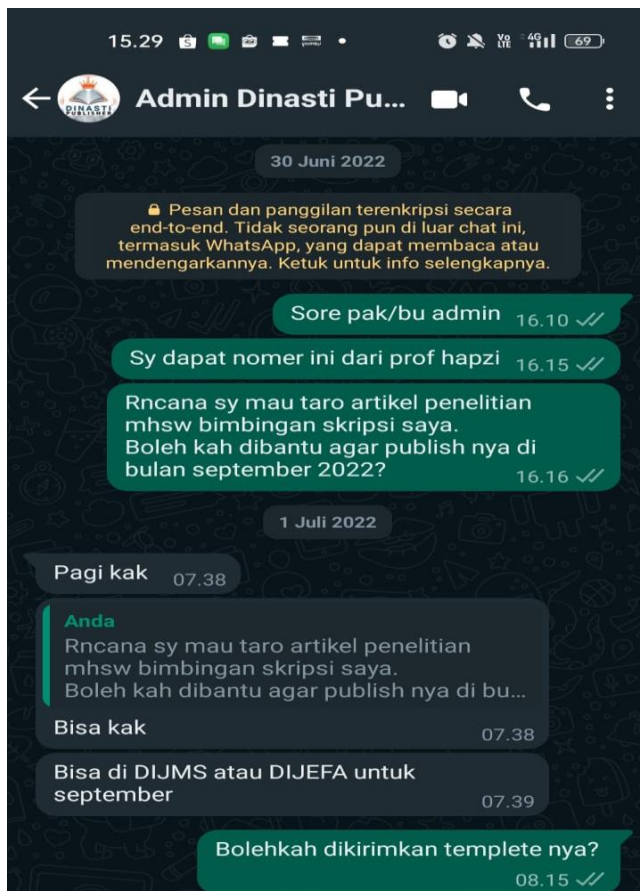 15.29
Vo LTE 4G 69
DINASTI PUBLISHER
Admin Dinasti Pu...
30 Juni 2022
Pesan dan panggilan terenkripsi secara
end-to-end. Tidak seorang pun di luar chat ini,
termasuk WhatsApp, yang dapat membaca atau
mendengarkannya. Ketuk untuk info selengkapnya.
Sore pak/bu admin 16.10
Sy dapat nomer ini dari prof hapzi 16.15
Rncana sy mau taro artikel penelitian
mhsw bimbingan skripsi saya.
Boleh kah dibantu agar publish nya di
bulan september 2022? 16.16
1 Juli 2022
Pagi kak 07.38
Anda
Rncana sy mau taro artikel penelitian
mhsw bimbingan skripsi saya.
Boleh kah dibantu agar publish nya di bu...
Bisa kak 07.38
Bisa di DIJMS atau DIJEFA untuk
september 07.39
Bolehkah dikirimkan templete nya?
08.15